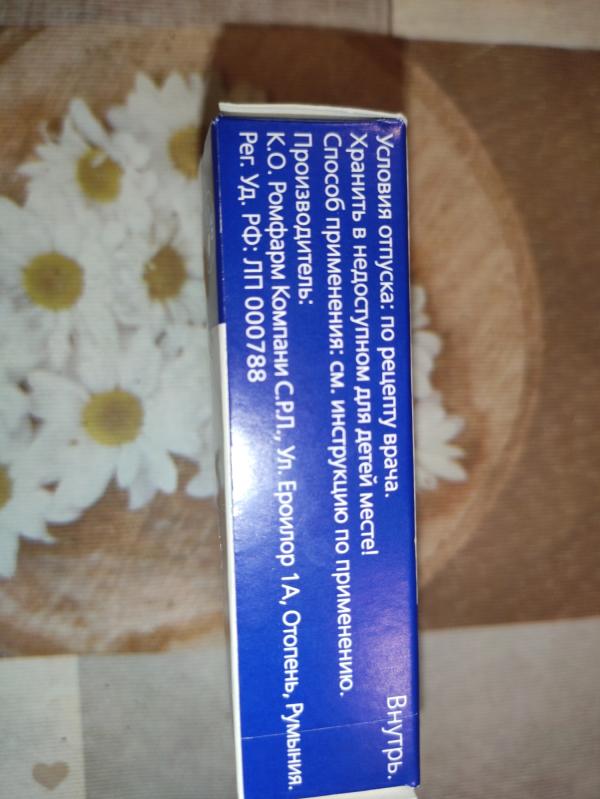 Внутрь.
Условия отпуска: по рецепту врача.
Хранить в недоступном для детей месте!
Способ применения: см. инструкцию по применению.
Производитель:
К.О. Ромфарм Компани С.Р.Л., Ул. Ероилор 1А, Отопень, Румыния.
Рег. Уд. РФ: ЛП 000788